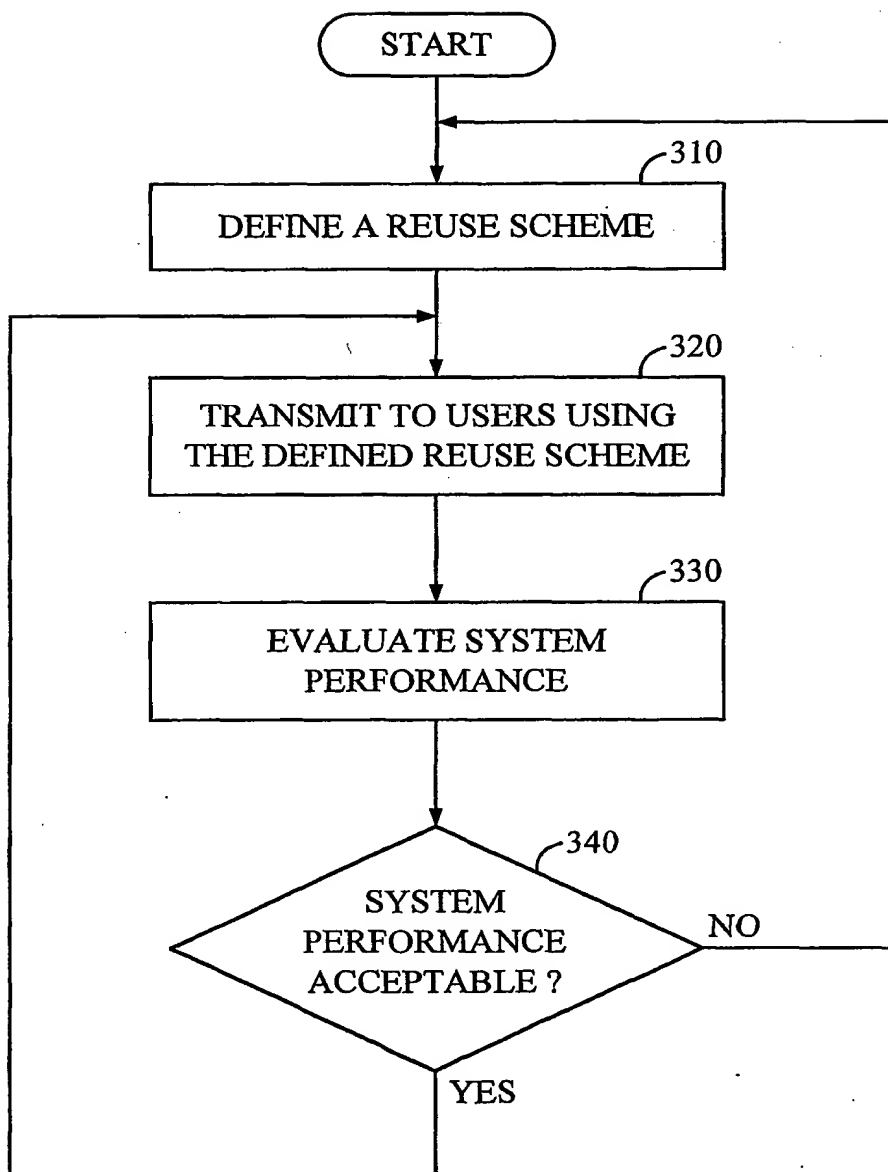 START
310
DEFINE A REUSE SCHEME
320
TRANSMIT TO USERS USING
THE DEFINED REUSE SCHEME
330
EVALUATE SYSTEM
PERFORMANCE
340
SYSTEM
PERFORMANCE
ACCEPTABLE ?
NO
YES